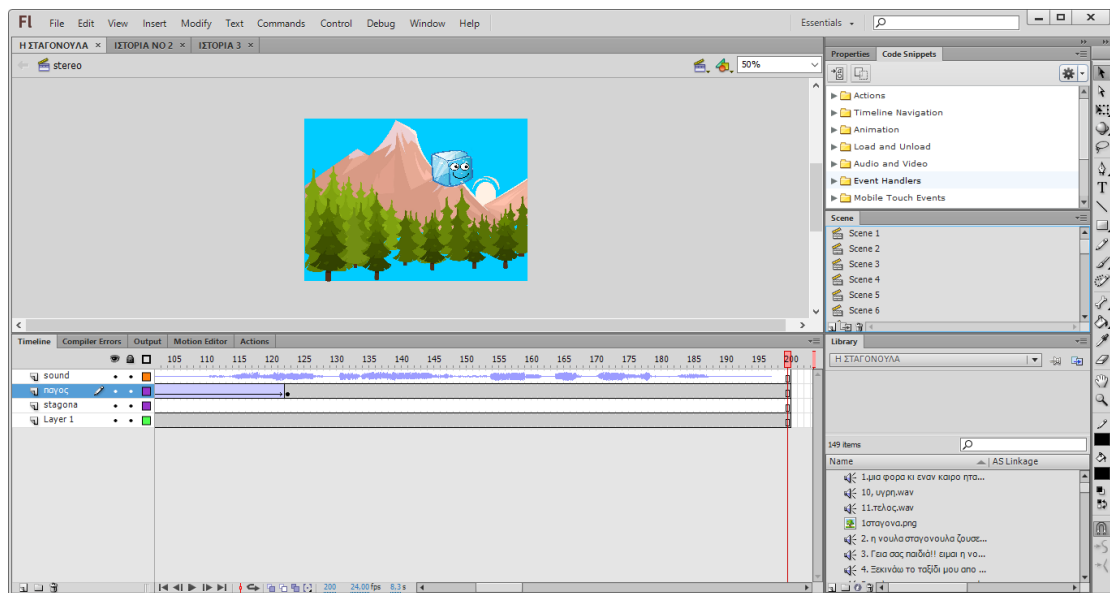 Fl File Edit View Insert Modify Text Commands Control Debug Window Help Essentials
Η ΣΤΑΓΟΝΟΥΛΑ × ΙΣΤΟΡΙΑ ΝΟ 2 × ΙΣΤΟΡΙΑ 3 ×
stereo 50%
Properties Code Snippets
Actions
Timeline Navigation
Animation
Load and Unload
Audio and Video
Event Handlers
Mobile Touch Events
Scene
Scene 1
Scene 2
Scene 3
Scene 4
Scene 5
Scene 6
Timeline Compiler Errors Output Motion Editor Actions
105 110 115 120 125 130 135 140 145 150 155 160 165 170 175 180 185 190 195 200
sound
παγος
stagona
Layer 1
200 24.00 fps 8.3 s
Library
Η ΣΤΑΓΟΝΟΥΛΑ
149 items
Name AS Linkage
1.μια φορα κι εναν καιρο ητα...
10, υγρη.wav
11.τελος.wav
1σταγονα.png
2. η νουλα σταγονουλα ζουσε...
3. Γεια σας παιδιά!! ειμαι η νο...
4. Ξεκινάω το ταξίδι μου απο ...